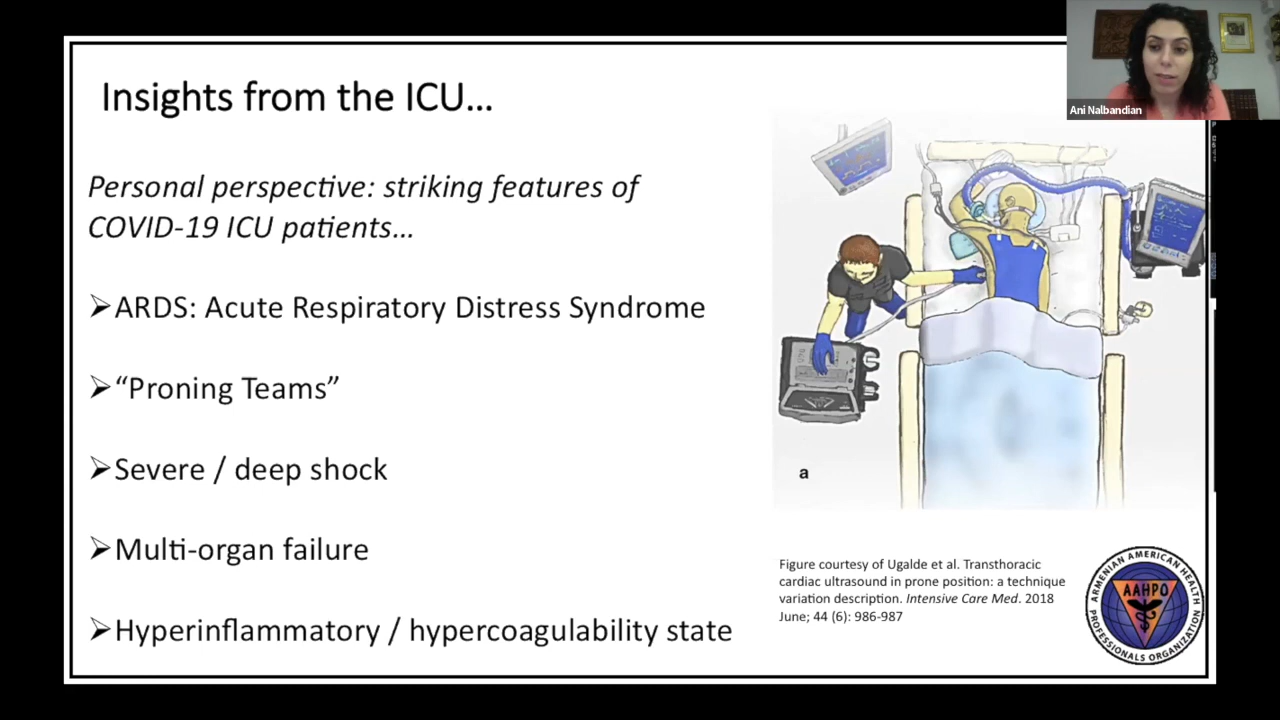 Insights from the ICU...
Ani Nalbandian
Personal perspective: striking features of
COVID-19 ICU patients...
➢ARDS: Acute Respiratory Distress Syndrome
➢“Proning Teams”
➢Severe / deep shock
➢Multi-organ failure
➢Hyperinflammatory / hypercoagulability state
a
Figure courtesy of Ugalde et al. Transthoracic
cardiac ultrasound in prone position: a technique
variation description. Intensive Care Med. 2018
June; 44 (6): 986-987
ARMENIAN AMERICAN HEALTH
AAHPO
PROFESSIONALS ORGANIZATION